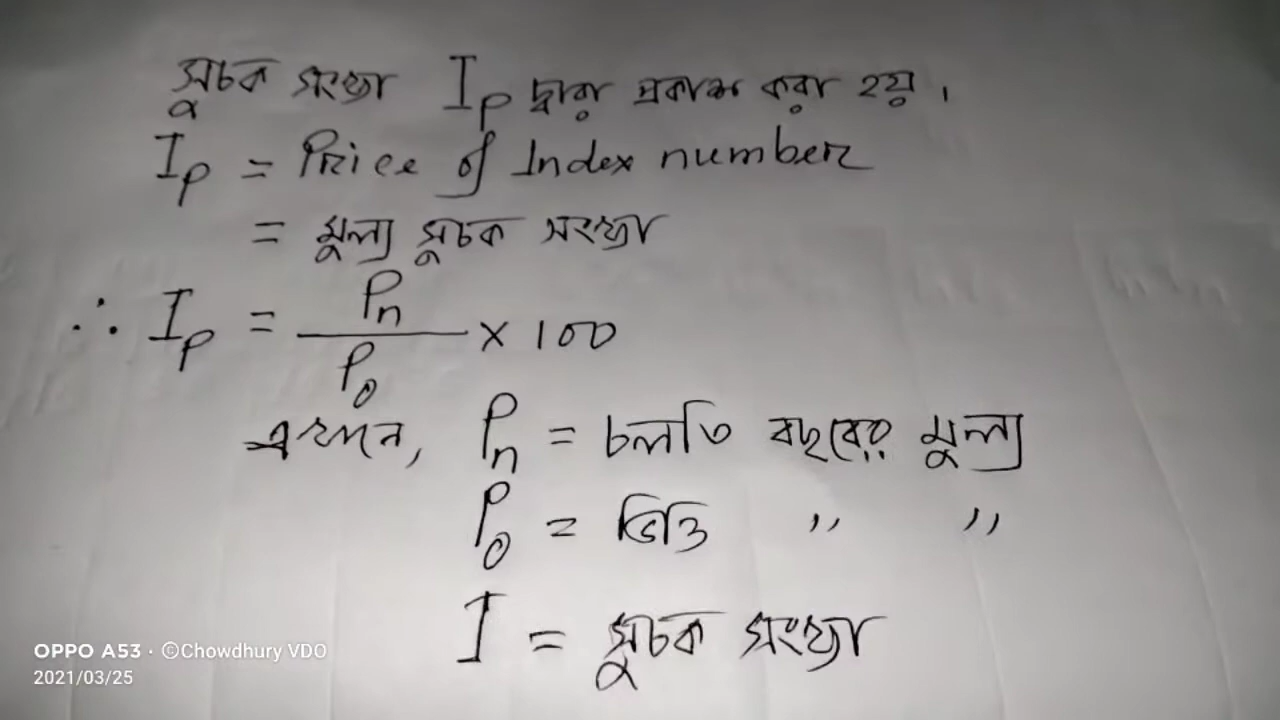 সুচক সংখ্যা Ip দ্বারা প্রকাশ করা হয়।
Ip = Price of Index number
= মুল্য সুচক সংখ্যা
∴ Ip = Pn/P0 × 100
এখানে, Pn = চলতি বছরের মুল্য
P0 = ভিত্তি " "
I = সুচক সংখ্যা
OPPO A53 · ©Chowdhury VDO
2021/03/25